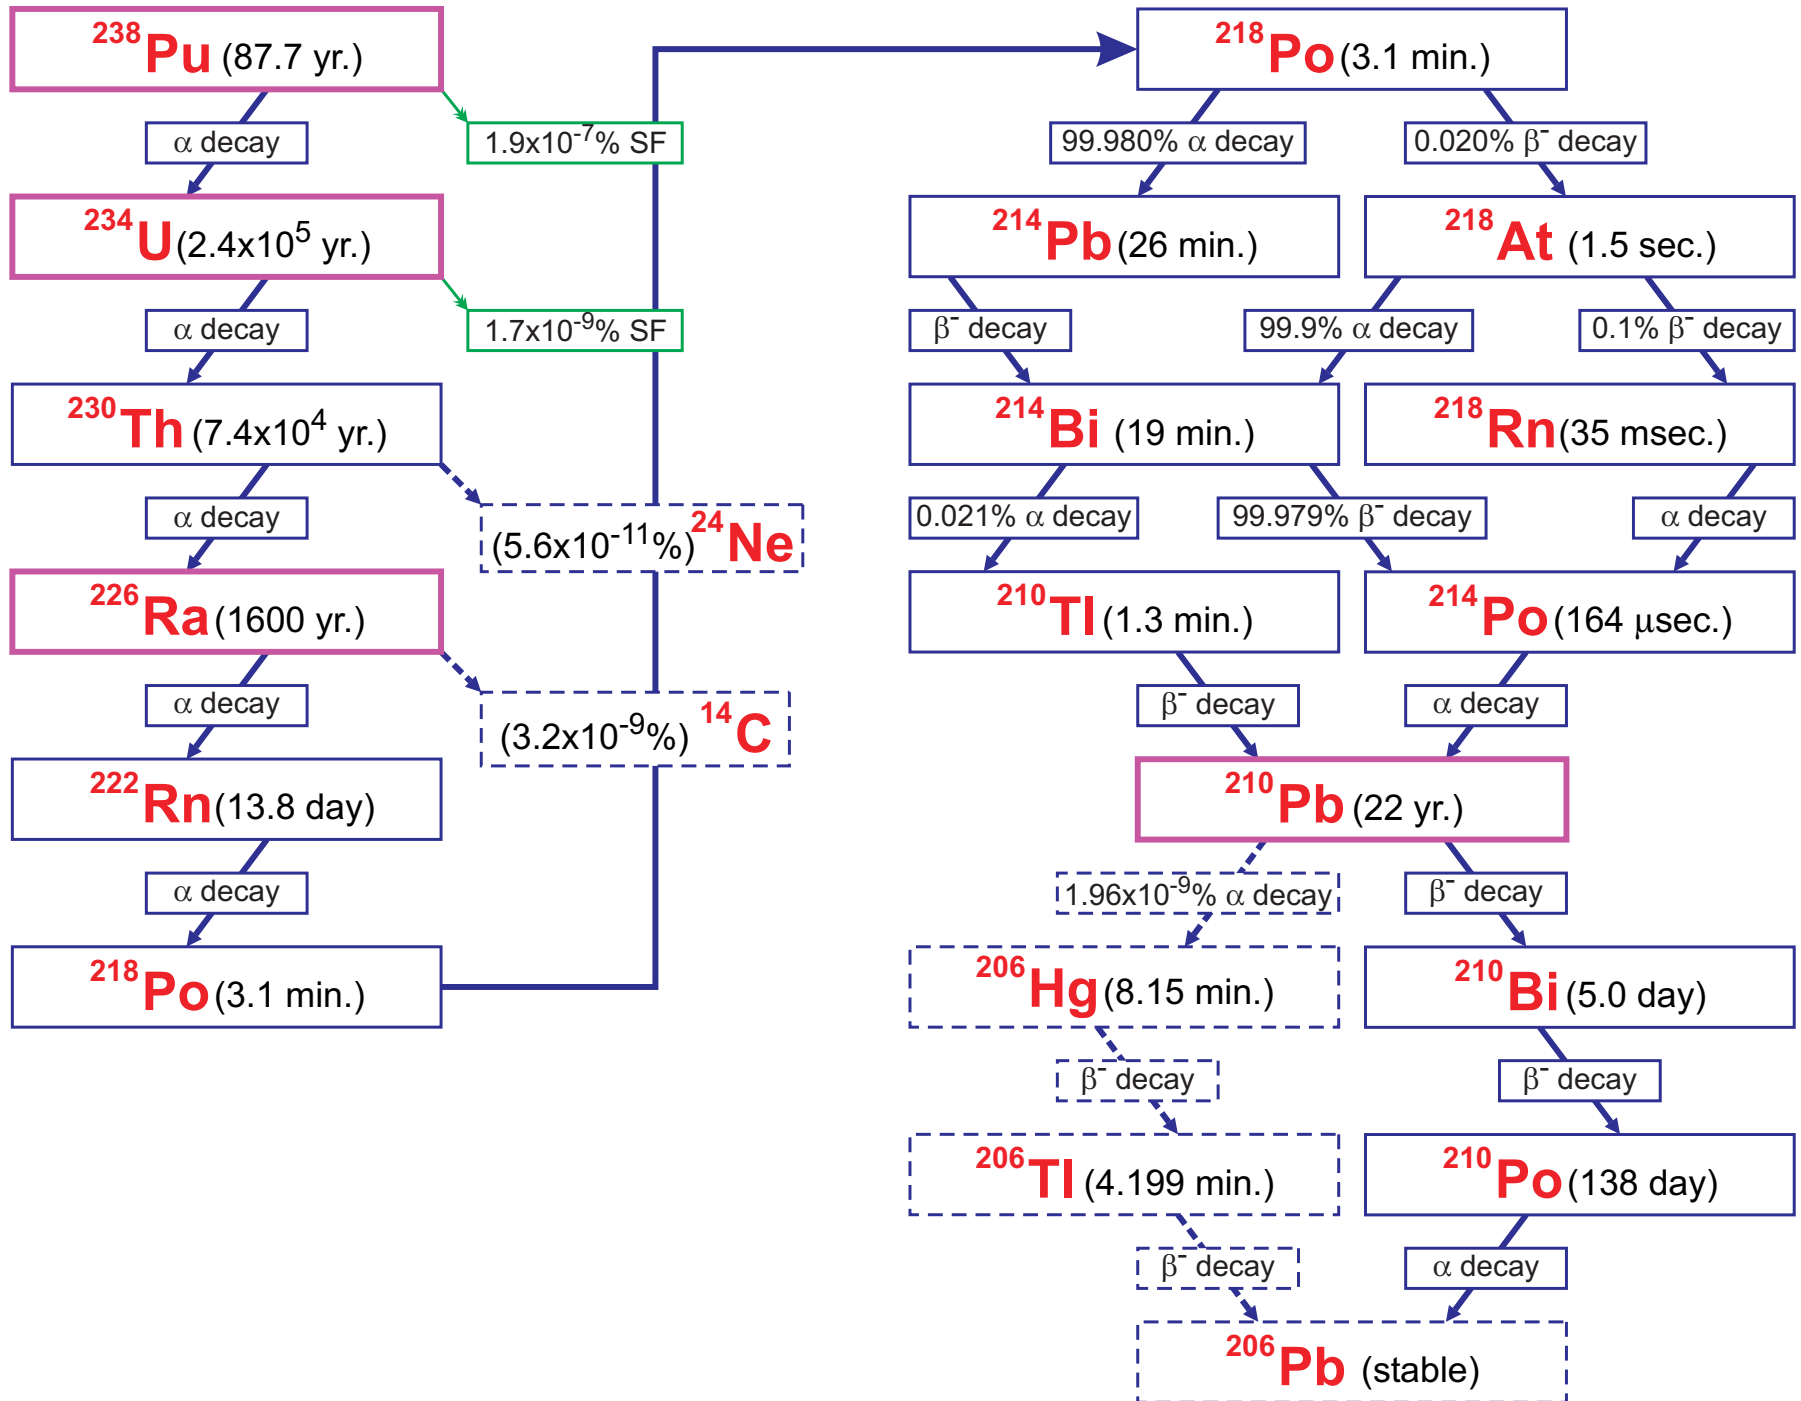 ²³⁸Pu (87.7 yr.)
α decay
1.9x10⁻⁷% SF
²³⁴U (2.4x10⁵ yr.)
α decay
1.7x10⁻⁹% SF
²³⁰Th (7.4x10⁴ yr.)
α decay
(5.6x10⁻¹¹%) ²⁴Ne
²²⁶Ra (1600 yr.)
α decay
(3.2x10⁻⁹%) ¹⁴C
²²²Rn (13.8 day)
α decay
²¹⁸Po (3.1 min.)
²¹⁸Po (3.1 min.)
99.980% α decay
0.020% β⁻ decay
²¹⁴Pb (26 min.)
²¹⁸At (1.5 sec.)
β⁻ decay
99.9% α decay
0.1% β⁻ decay
²¹⁴Bi (19 min.)
²¹⁸Rn (35 msec.)
0.021% α decay
99.979% β⁻ decay
α decay
²¹⁰Tl (1.3 min.)
²¹⁴Po (164 μsec.)
β⁻ decay
α decay
²¹⁰Pb (22 yr.)
1.96x10⁻⁹% α decay
β⁻ decay
²⁰⁶Hg (8.15 min.)
²¹⁰Bi (5.0 day)
β⁻ decay
β⁻ decay
²⁰⁶Tl (4.199 min.)
²¹⁰Po (138 day)
β⁻ decay
α decay
²⁰⁶Pb (stable)